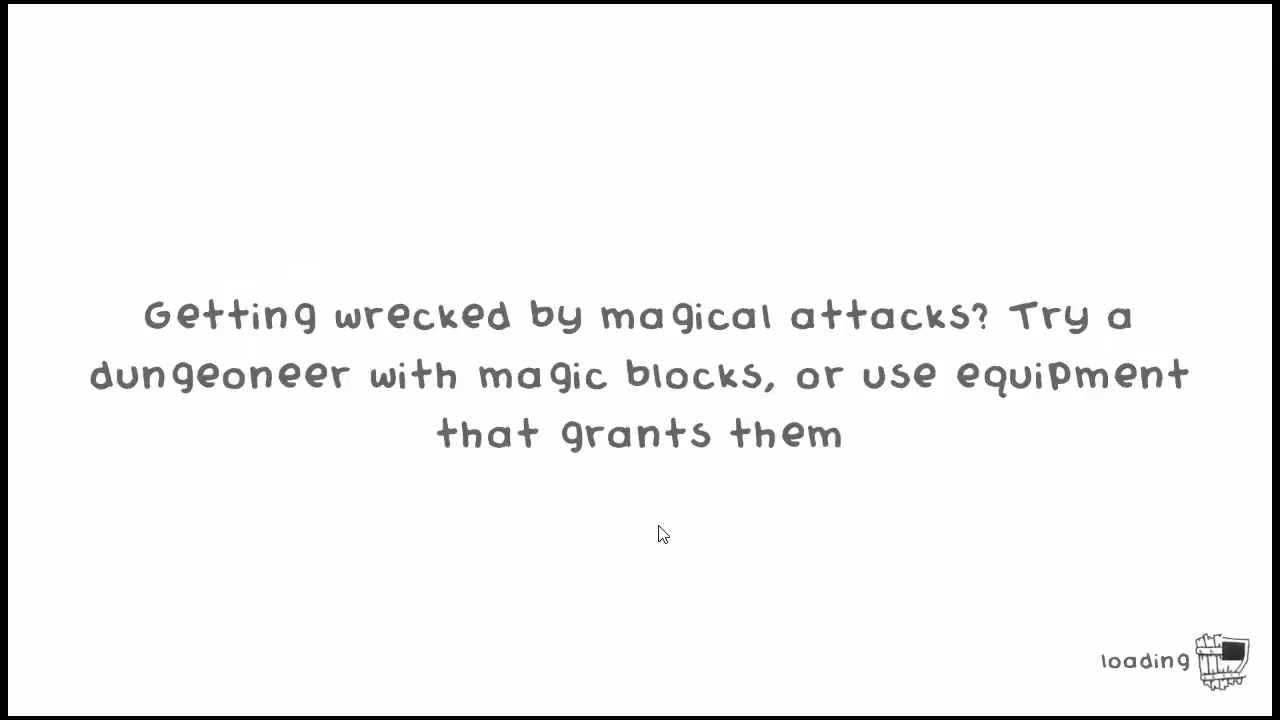 Getting wrecked by magical attacks? Try a
dungeoneer with magic blocks, or use equipment
that grants them
loading